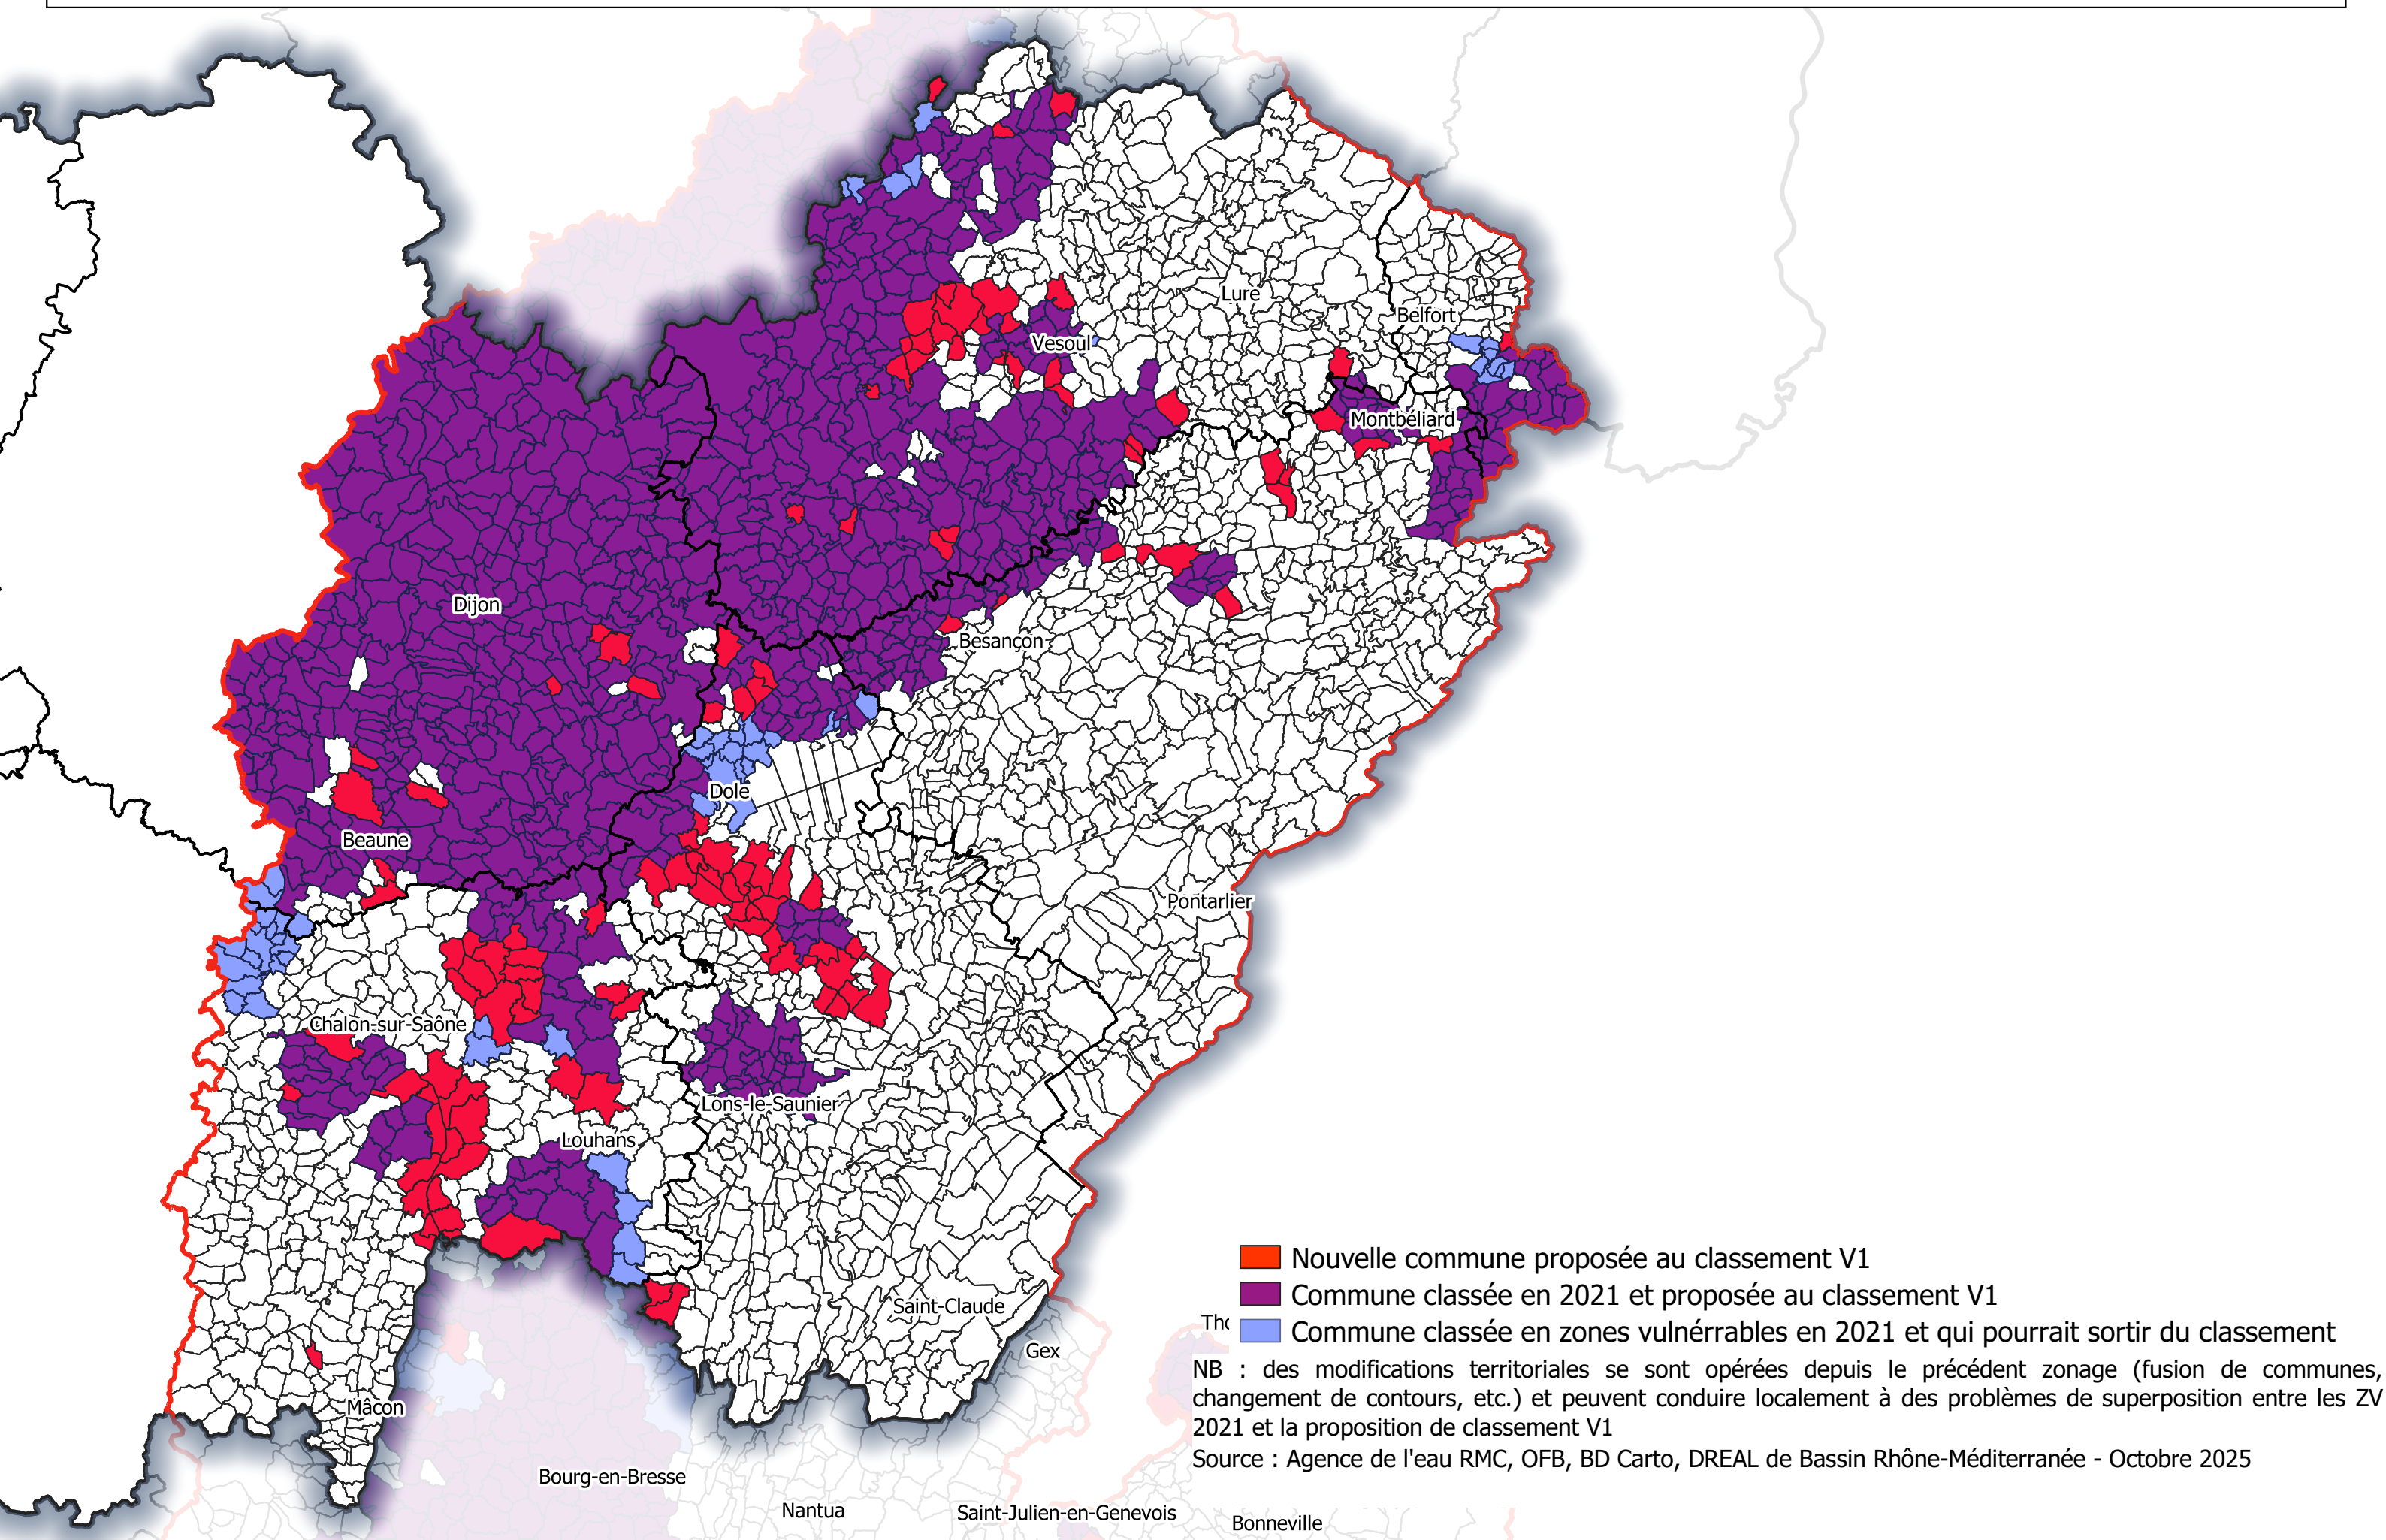 Lure
Belfort
Vesoul
Montbéliard
Dijon
Besançon
Dole
Beaune
Pontarlier
Chalon-sur-Saône
Lons-le-Saunier
Louhans
Saint-Claude
Gex
Mâcon
Bourg-en-Bresse
Nantua
Saint-Julien-en-Genevois
Bonneville
Nouvelle commune proposée au classement V1
Commune classée en 2021 et proposée au classement V1
Commune classée en zones vulnérrables en 2021 et qui pourrait sortir du classement
NB : des modifications territoriales se sont opérées depuis le précédent zonage (fusion de communes,
changement de contours, etc.) et peuvent conduire localement à des problèmes de superposition entre les ZV
2021 et la proposition de classement V1
Source : Agence de l'eau RMC, OFB, BD Carto, DREAL de Bassin Rhône-Méditerranée - Octobre 2025